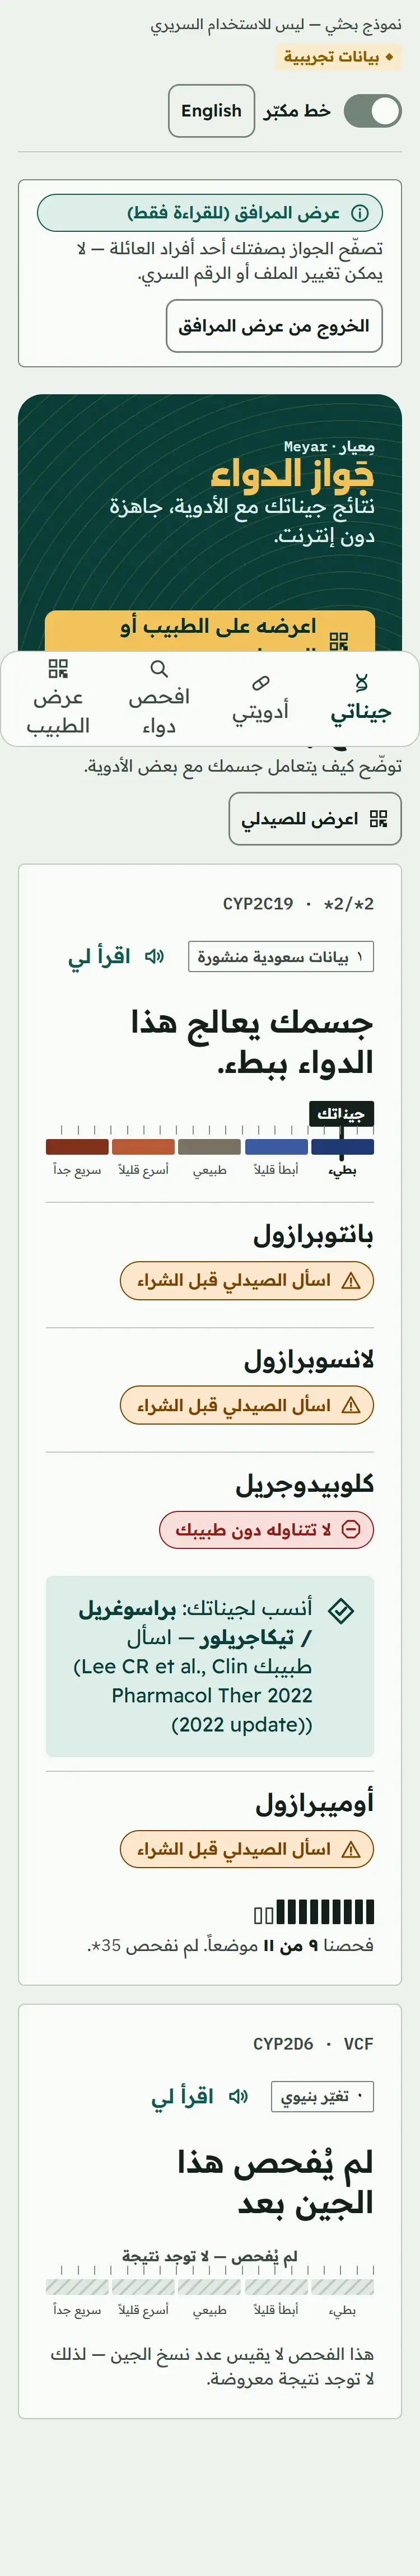 نموذج بحثي — ليس للاستخدام السريري
بيانات تجريبية
خط مكبّر
English
عرض المرافق (للقراءة فقط)
تصفّح الجواز بصفتك أحد أفراد العائلة — لا
يمكن تغيير الملف أو الرقم السري.
الخروج من عرض المرافق
مِعيار · Meyar
جَواز الدواء
نتائج جيناتك مع الأدوية، جاهزة
دون إنترنت.
اعرضه على الطبيب أو
جيناتي
أدويتي
افحص
دواء
عرض
الطبيب
توضّح كيف يتعامل جسمك مع بعض الأدوية.
اعرض للصيدلي
CYP2C19 · *2/*2
١ بيانات سعودية منشورة
اقرأ لي
جسمك يعالج هذا
الدواء ببطء.
جيناتك
بطيء
أبطأ قليلاً
طبيعي
أسرع قليلاً
سريع جداً
بانتوبرازول
اسأل الصيدلي قبل الشراء
لانسوبرازول
اسأل الصيدلي قبل الشراء
كلوبيدوجريل
لا تتناوله دون طبيبك
أنسب لجيناتك: براسوغريل
/ تيكاجريلور — اسأل
طبيبك (Lee CR et al., Clin
Pharmacol Ther 2022
(2022 update))
أوميبرازول
اسأل الصيدلي قبل الشراء
فحصنا ٩ من ١١ موضعاً. لم نفحص 35*.
CYP2D6 · VCF
٠ تغيّر بنيوي
اقرأ لي
لم يُفحص هذا
الجين بعد
لم يُفحص — لا توجد نتيجة
بطيء
أبطأ قليلاً
طبيعي
أسرع قليلاً
سريع جداً
هذا الفحص لا يقيس عدد نسخ الجين — لذلك
لا توجد نتيجة معروضة.